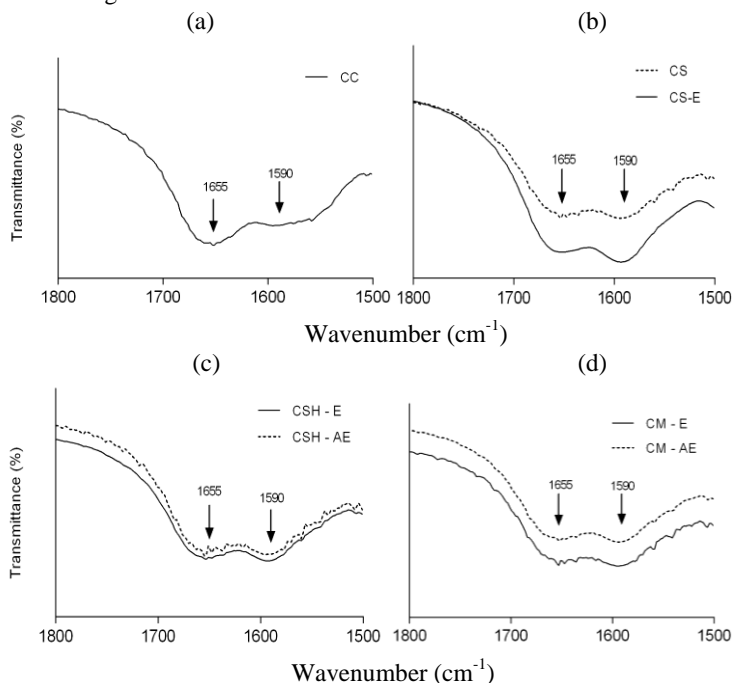 (a)
(b)
CC
CS
CS-E
Transmittance (%)
1655
1590
1655
1590
1800
1700
1600
1500
1800
1700
1600
1500
Wavenumber (cm-1)
(c)
(d)
CSH - E
CSH - AE
CM - E
CM - AE
Transmittance (%)
1655
1590
1655
1590
1800
1700
1600
1500
1800
1700
1600
1500
Wavenumber (cm-1)